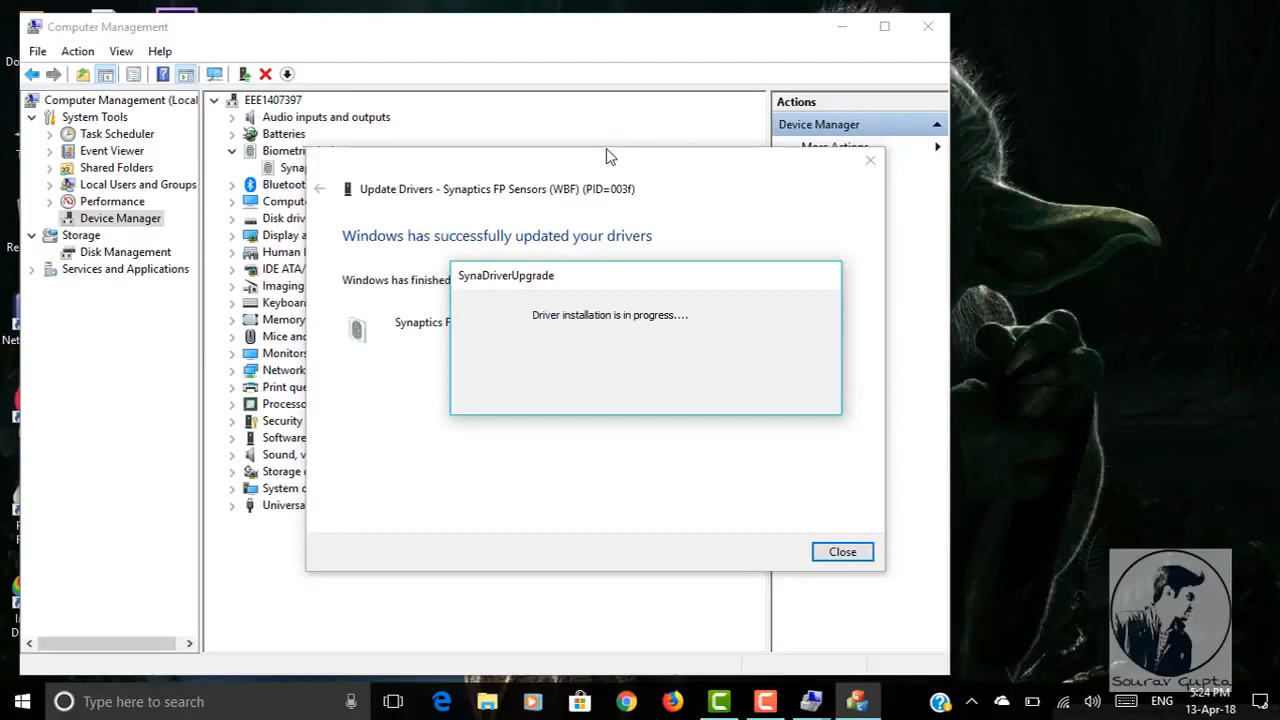 Computer Management
File Action View Help
Computer Management (Local
System Tools
Task Scheduler
Event Viewer
Shared Folders
Local Users and Groups
Performance
Device Manager
Storage
Disk Management
Services and Applications
EEE1407397
Audio inputs and outputs
Batteries
Biometri
Synap
Bluetoot
Compute
Disk driv
Display a
Human I
IDE ATA/
Imaging
Keyboard
Memory
Mice and
Monitors
Network
Print que
Processo
Security
Software
Sound, v
Storage c
System d
Universa
Actions
Device Manager
More Actions
Update Drivers - Synaptics FP Sensors (WBF) (PID=003f)
Windows has successfully updated your drivers
Windows has finished
Synaptics F
SynaDriverUpgrade
Driver installation is in progress....
Close
Sourav Gupta
Type here to search
ENG
5:24 PM
13-Apr-18